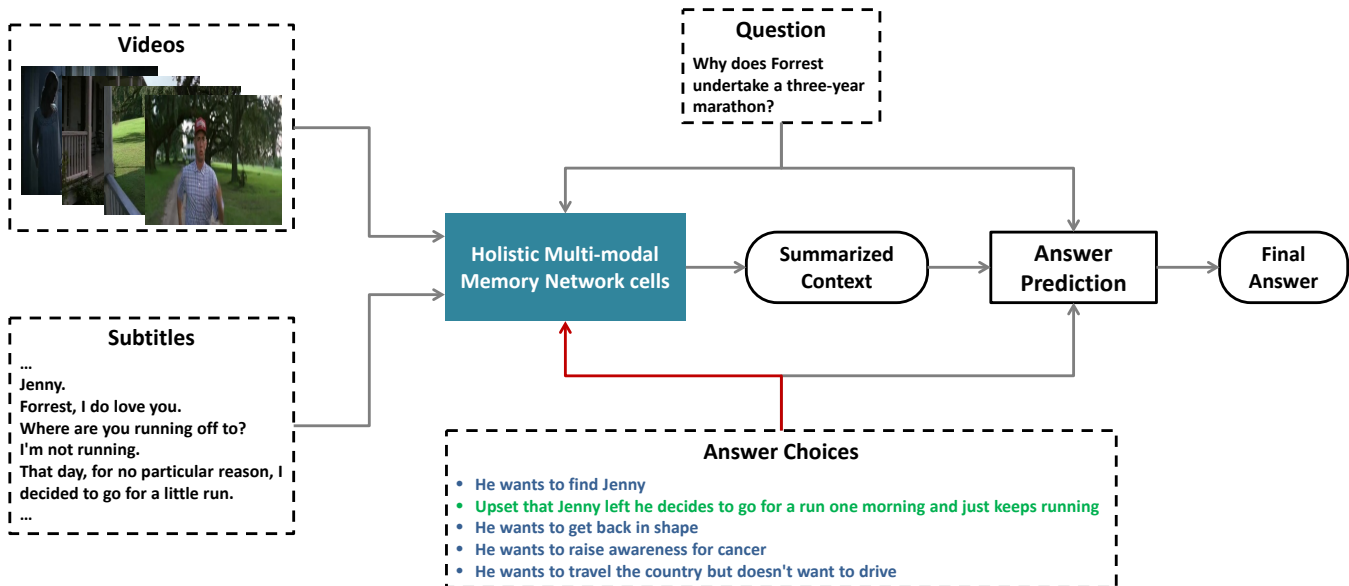 Videos
Question
Why does Forrest
undertake a three-year
marathon?
Holistic Multi-modal
Memory Network cells
Summarized
Context
Answer
Prediction
Final
Answer
Subtitles
...
Jenny.
Forrest, I do love you.
Where are you running off to?
I'm not running.
That day, for no particular reason, I
decided to go for a little run.
...
Answer Choices
• He wants to find Jenny
• Upset that Jenny left he decides to go for a run one morning and just keeps running
• He wants to get back in shape
• He wants to raise awareness for cancer
• He wants to travel the country but doesn't want to drive